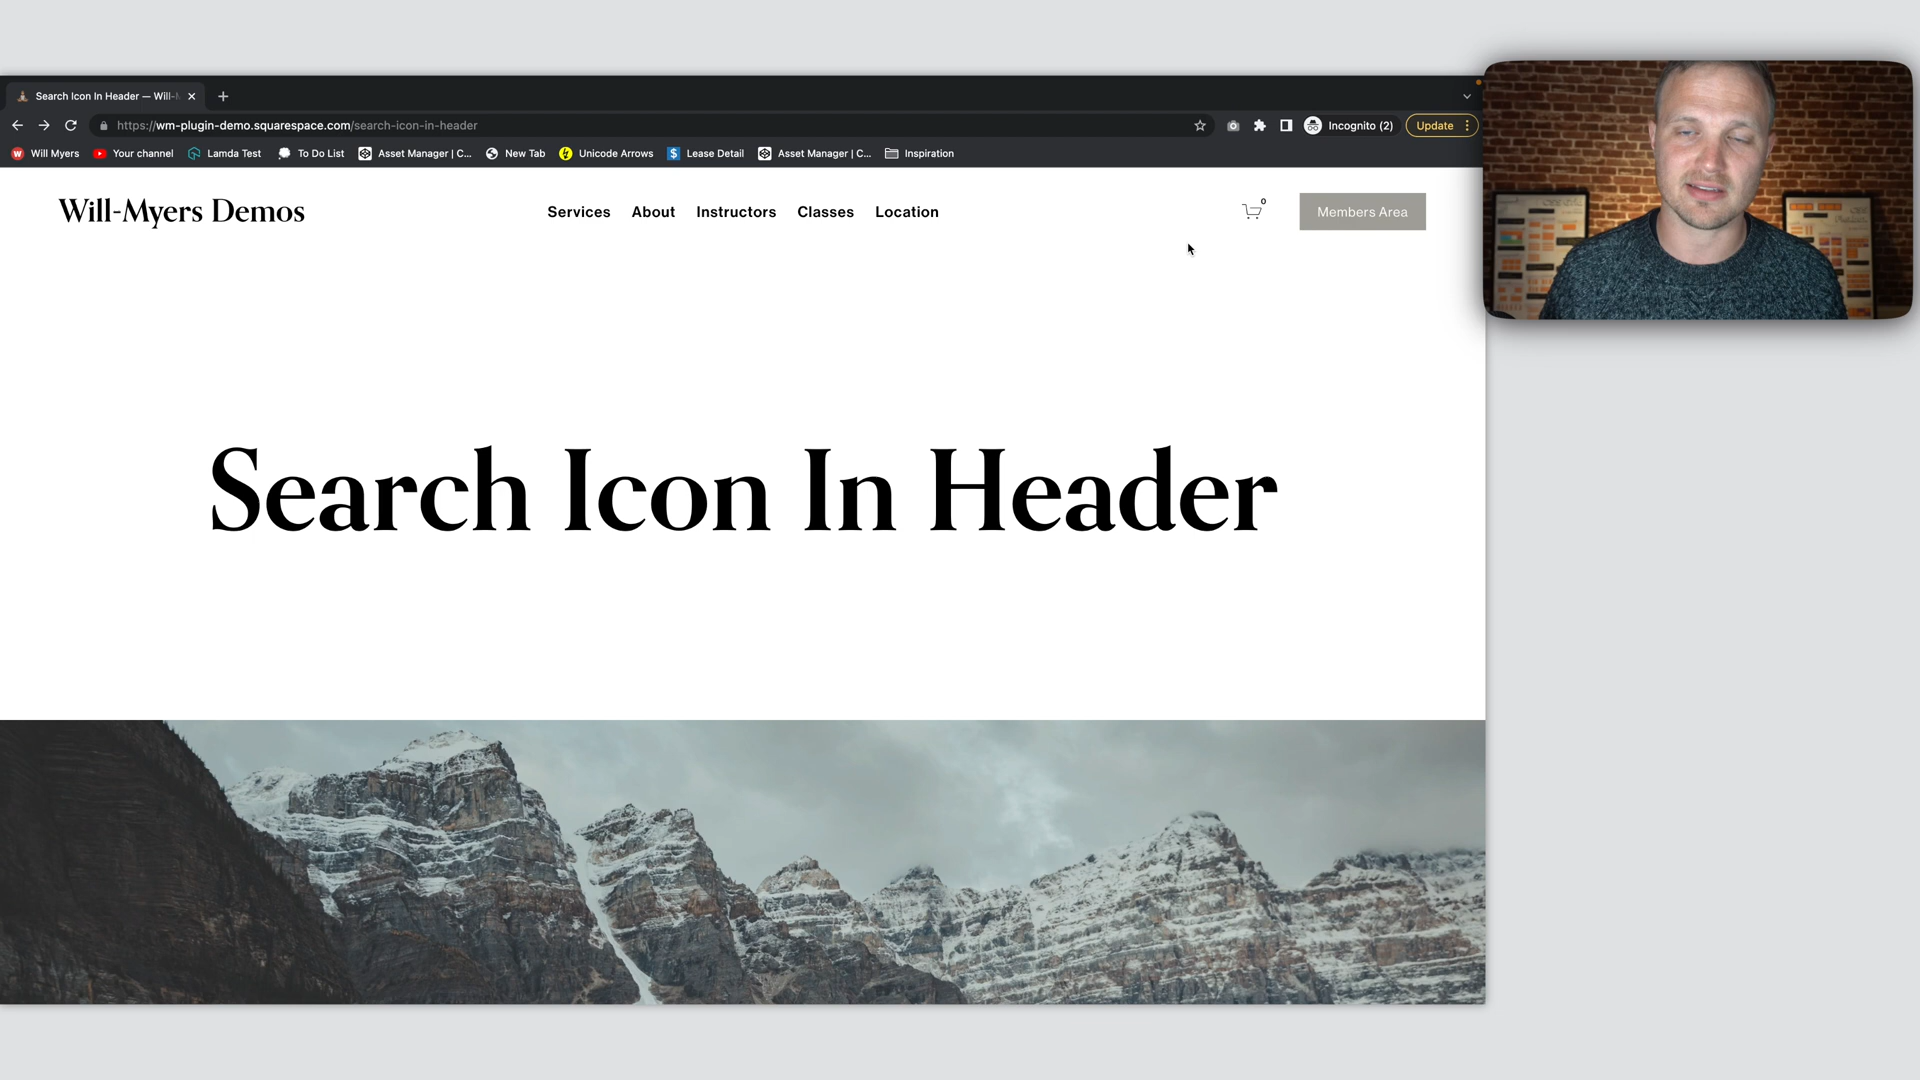 Search Icon In Header — Will-
https://wm-plugin-demo.squarespace.com/search-icon-in-header
Incognito (2)
Update
Will Myers
Your channel
Lamda Test
To Do List
Asset Manager | C...
New Tab
Unicode Arrows
Lease Detail
Asset Manager | C...
Inspiration
Will-Myers Demos
Services
About
Instructors
Classes
Location
0
Members Area
Search Icon In Header